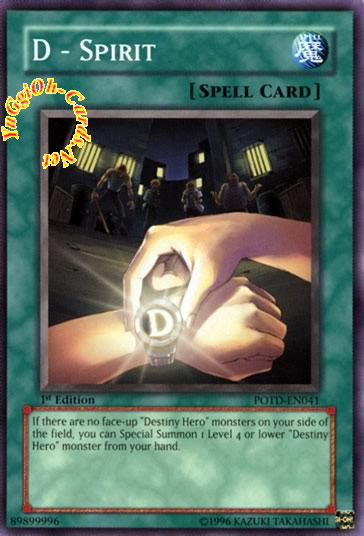 D - Spirit
魔
[Spell Card]
YuGgiOh-Cards.Net
D
1st Edition
POTD-EN041
If there are no face-up "Destiny Hero" monsters on your side of
the field, you can Special Summon 1 Level 4 or lower "Destiny
Hero" monster from your hand.
89899996
©1996 KAZUKI TAKAHASHI